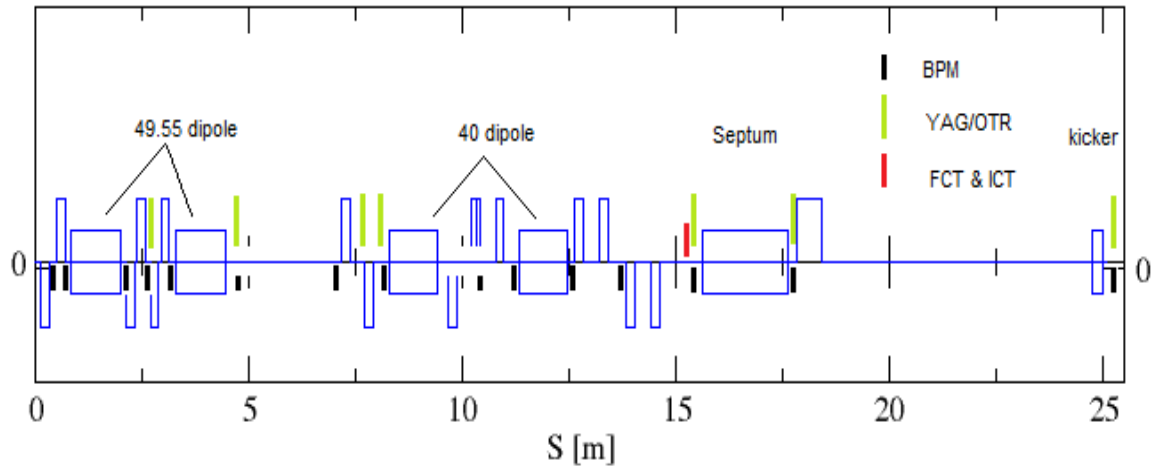 BPM
49.55 dipole
40 dipole
Septum
YAG/OTR
kicker
FCT & ICT
0
0
0
5
10
15
20
25
S [m]